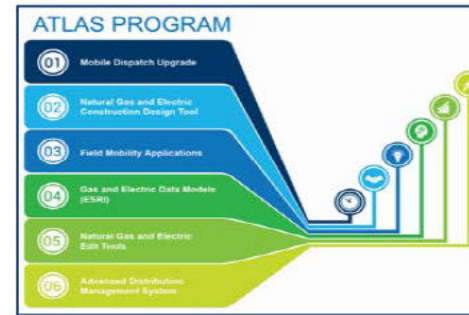 ATLAS PROGRAM
01
Mobile Dispatch Upgrade
02
Natural Gas and Electric
Construction Design Tool
03
Field Mobility Applications
04
Gas and Electric Data Models
(ESRI)
05
Natural Gas and Electric
Edit Tools
06
Advanced Distribution
Management System